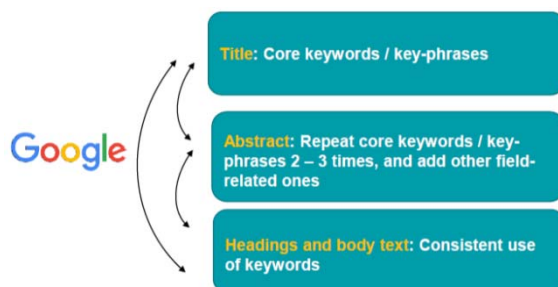 Title: Core keywords / key-phrases
Google
Abstract: Repeat core keywords / key-
phrases 2 – 3 times, and add other field-
related ones
Headings and body text: Consistent use
of keywords